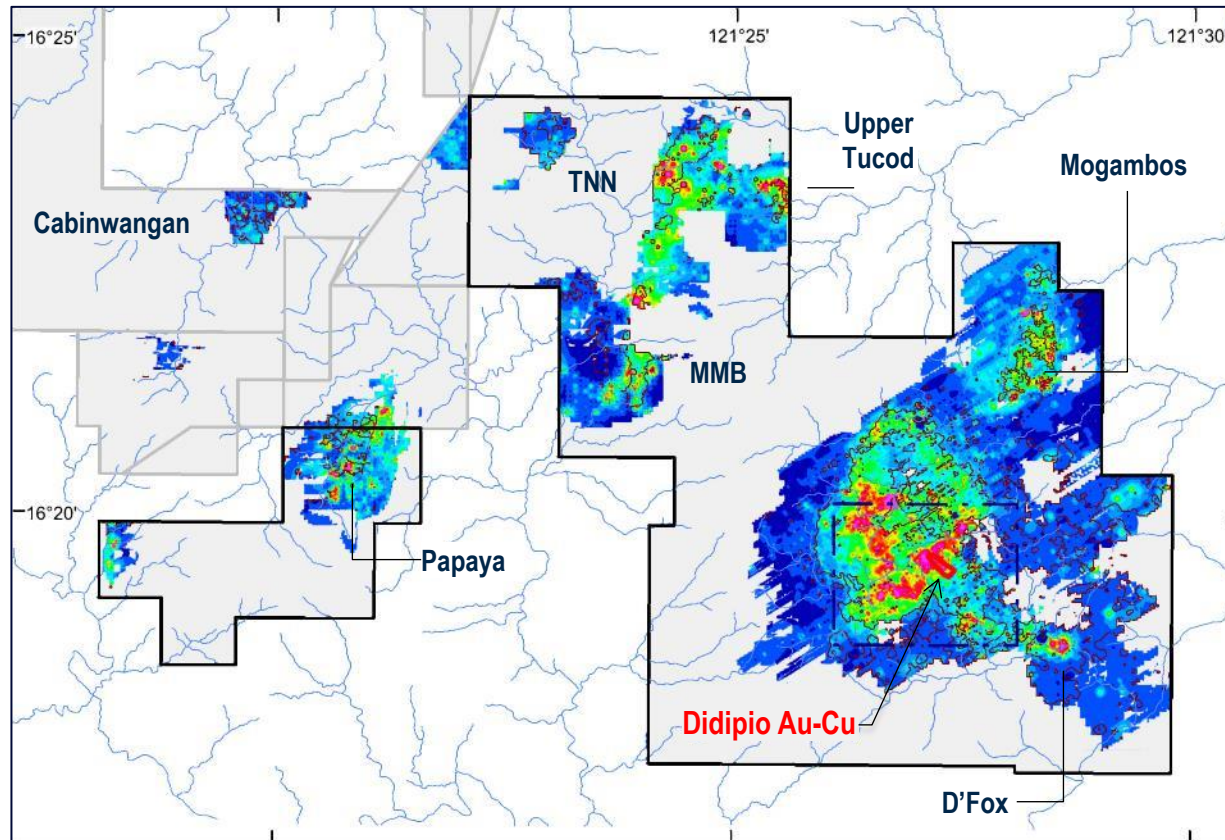 16°25'
121°25'
121°30'
Upper
Tucod
Mogambos
TNN
Cabinwangan
MMB
16°20'
Papaya
Didipio Au-Cu
D'Fox